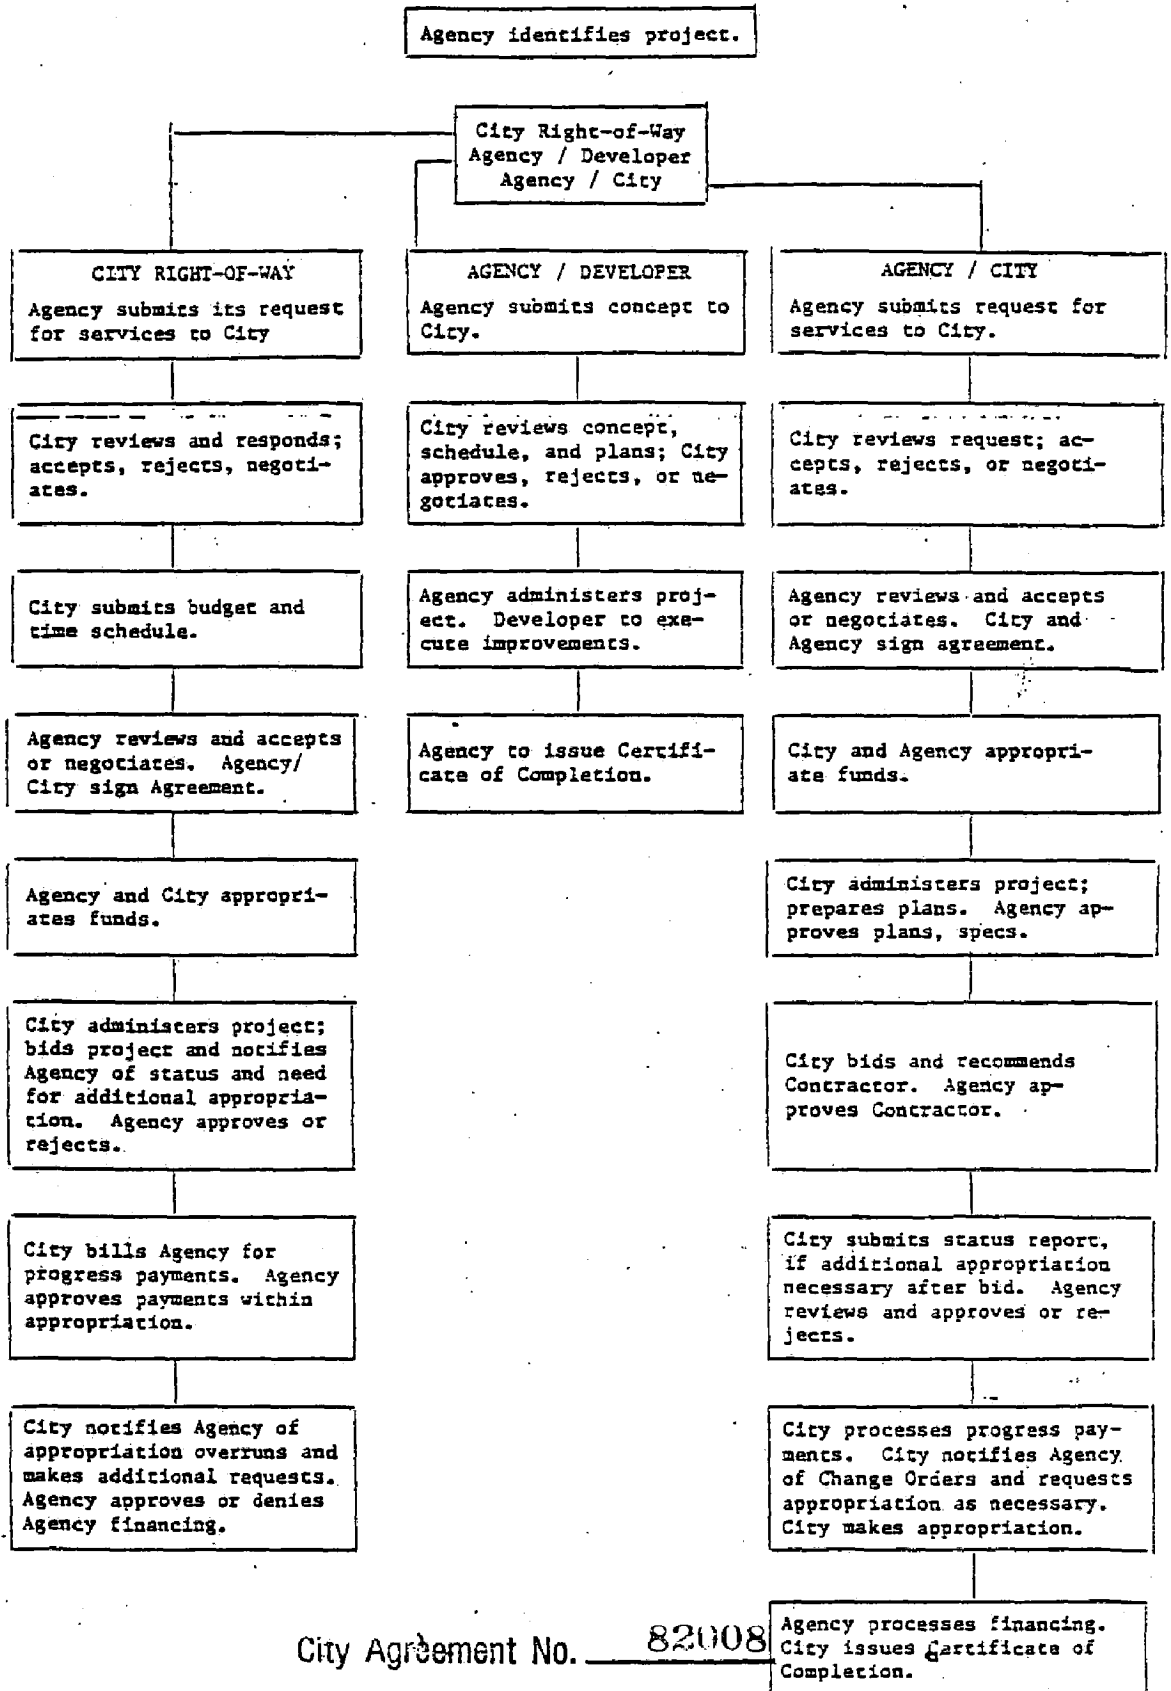 Agency identifies project.
City Right-of-Way
Agency / Developer
Agency / City
CITY RIGHT-OF-WAY
Agency submits its request
for services to City
City reviews and responds;
accepts, rejects, negoti-
ates.
City submits budget and
time schedule.
Agency reviews and accepts
or negotiates. Agency/
City sign Agreement.
Agency and City appropri-
ates funds.
City administers project;
bids project and notifies
Agency of status and need
for additional appropria-
tion. Agency approves or
rejects.
City bills Agency for
progress payments. Agency
approves payments within
appropriation.
City notifies Agency of
appropriation overruns and
makes additional requests.
Agency approves or denies
Agency financing.
AGENCY / DEVELOPER
Agency submits concept to
City.
City reviews concept,
schedule, and plans; City
approves, rejects, or ne-
gotiates.
Agency administers proj-
ect. Developer to exe-
cute improvements.
Agency to issue Certifi-
cate of Completion.
AGENCY / CITY
Agency submits request for
services to City.
City reviews request; ac-
cepts, rejects, or negoti-
ates.
Agency reviews and accepts
or negotiates. City and
Agency sign agreement.
City and Agency appropri-
ate funds.
City administers project;
prepares plans. Agency ap-
proves plans, specs.
City bids and recommends
Contractor. Agency ap-
proves Contractor.
City submits status report,
if additional appropriation
necessary after bid. Agency
reviews and approves or re-
jects.
City processes progress pay-
ments. City notifies Agency
of Change Orders and requests
appropriation as necessary.
City makes appropriation.
Agency processes financing.
City issues Certificate of
Completion.
City Agreement No. 82008